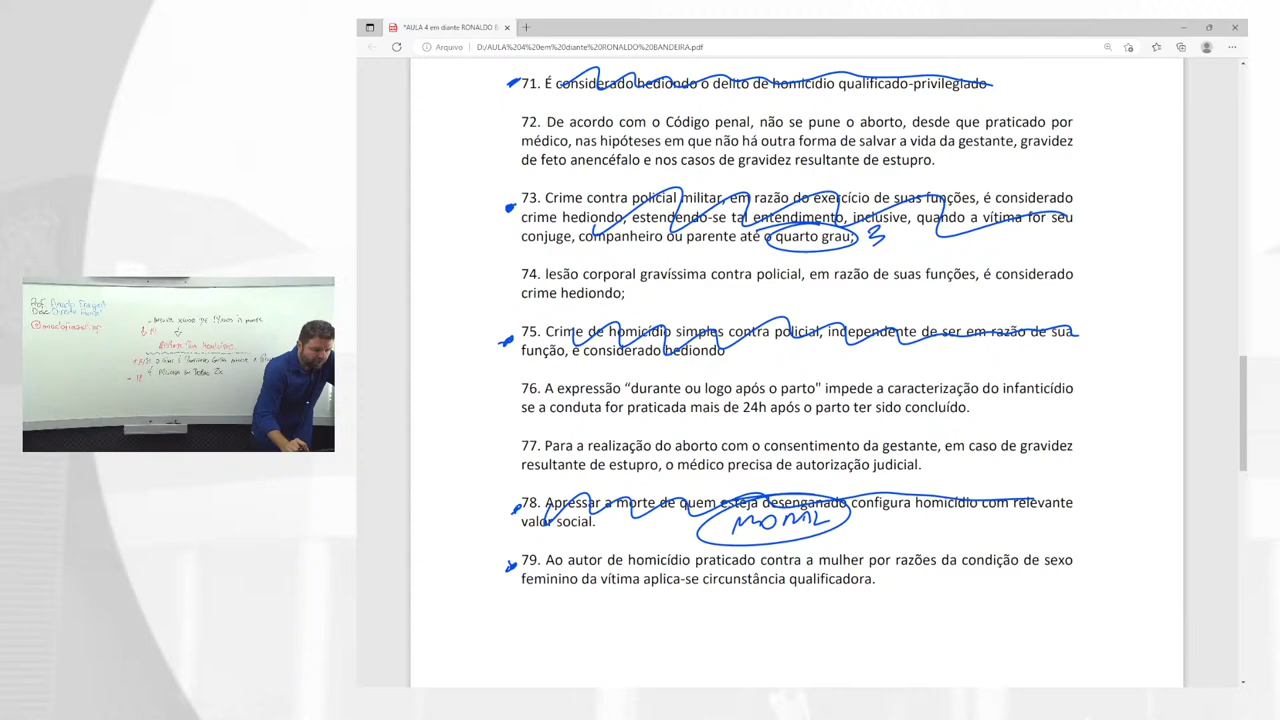 *AULA 4 em diante RONALDO B
Arquivo
D:/AULA%204%20em%20diante%20RONALDO%20BANDEIRA.pdf
71. É considerado hediondo o delito de homicídio qualificado-privilegiado
72. De acordo com o Código penal, não se pune o aborto, desde que praticado por
médico, nas hipóteses em que não há outra forma de salvar a vida da gestante, gravidez
de feto anencéfalo e nos casos de gravidez resultante de estupro.
73. Crime contra policial militar, em razão do exercício de suas funções, é considerado
crime hediondo, estendendo-se tal entendimento, inclusive, quando a vítima for seu
conjuge, companheiro ou parente até o quarto grau; 3
74. lesão corporal gravíssima contra policial, em razão de suas funções, é considerado
crime hediondo;
75. Crime de homicídio simples contra policial, independente de ser em razão de sua
função, é considerado hediondo
76. A expressão “durante ou logo após o parto" impede a caracterização do infanticídio
se a conduta for praticada mais de 24h após o parto ter sido concluído.
77. Para a realização do aborto com o consentimento da gestante, em caso de gravidez
resultante de estupro, o médico precisa de autorização judicial.
78. Apressar a morte de quem esteja desenganado configura homicídio com relevante
valor social.
MORAL
79. Ao autor de homicídio praticado contra a mulher por razões da condição de sexo
feminino da vítima aplica-se circunstância qualificadora.